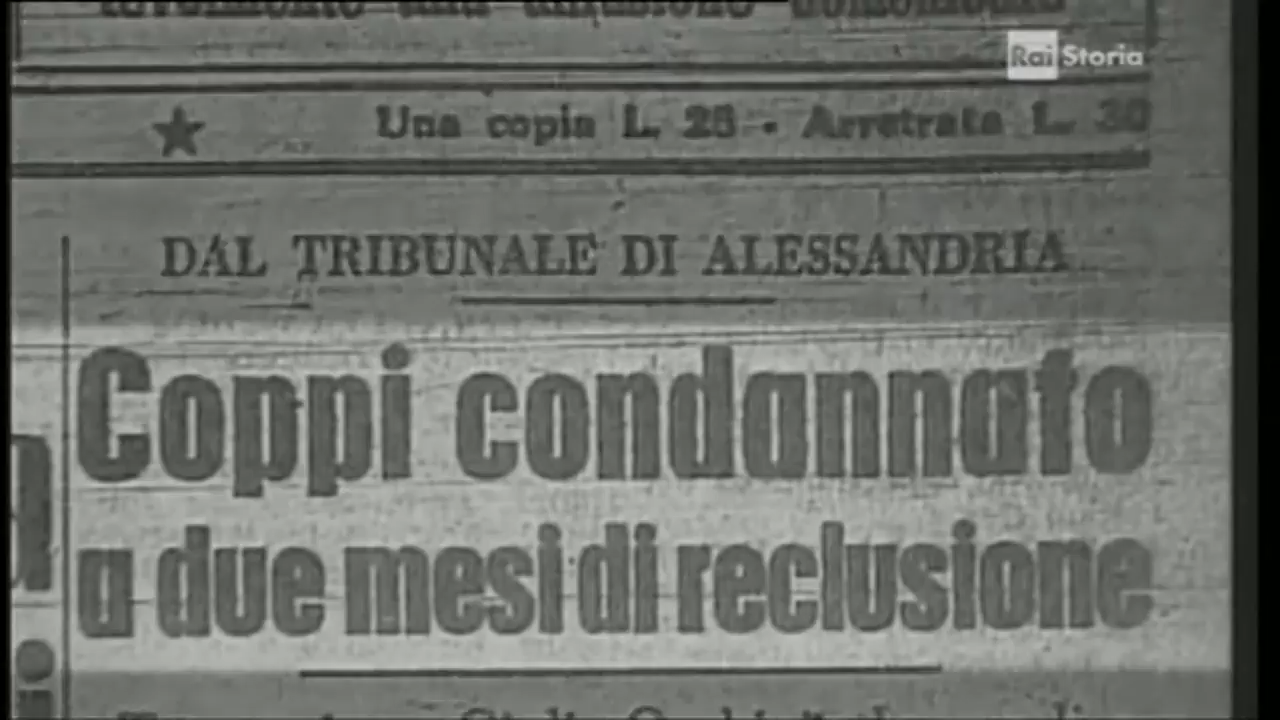 Rai Storia
Una copia L. 25 - Arretrata L. 30
DAL TRIBUNALE DI ALESSANDRIA
Coppi condannato
a due mesi di reclusione